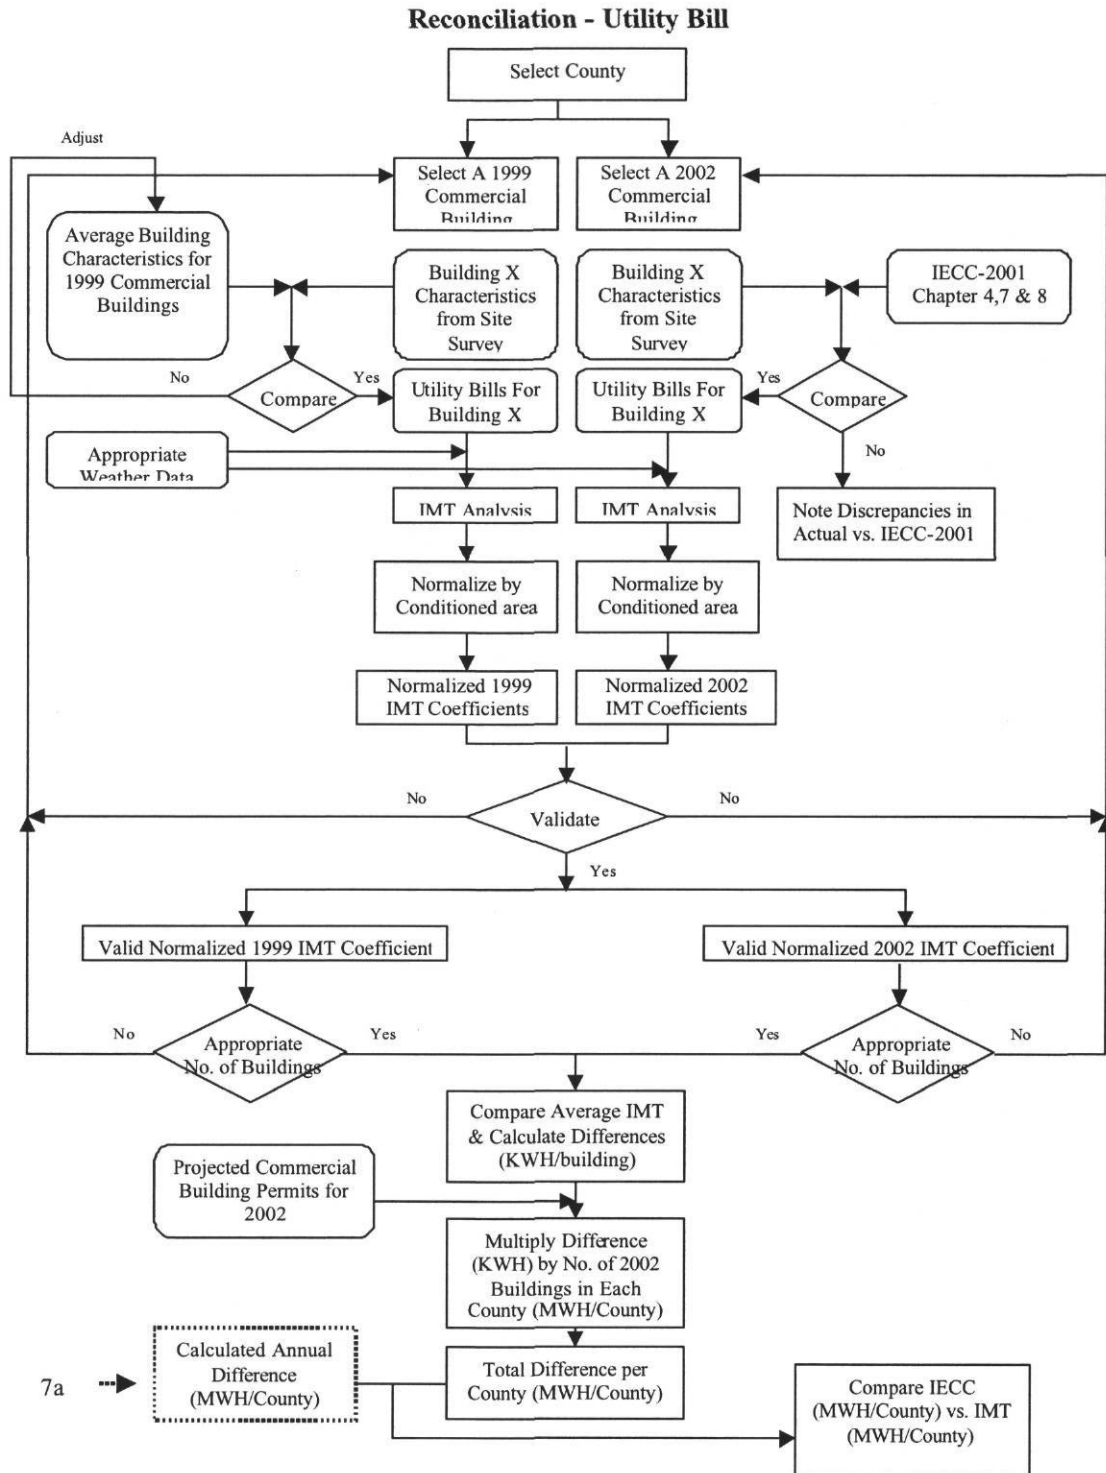 Reconciliation - Utility Bill
Select County
Adjust
Select A 1999
Commercial
Building
Select A 2002
Commercial
Building
Average Building
Characteristics for
1999 Commercial
Buildings
Building X
Characteristics
from Site
Survey
Building X
Characteristics
from Site
Survey
IECC-2001
Chapter 4,7 & 8
No
Compare
Yes
Utility Bills For
Building X
Utility Bills For
Building X
Yes
Compare
No
Appropriate
Weather Data
IMT Analysis
IMT Analysis
Note Discrepancies in
Actual vs. IECC-2001
Normalize by
Conditioned area
Normalize by
Conditioned area
Normalized 1999
IMT Coefficients
Normalized 2002
IMT Coefficients
No
Validate
No
Yes
Valid Normalized 1999 IMT Coefficient
Valid Normalized 2002 IMT Coefficient
No
Appropriate
No. of Buildings
Yes
Yes
Appropriate
No. of Buildings
No
Compare Average IMT
& Calculate Differences
(KWH/building)
Projected Commercial
Building Permits for
2002
Multiply Difference
(KWH) by No. of 2002
Buildings in Each
County (MWH/County)
7a
Calculated Annual
Difference
(MWH/County)
Total Difference per
County (MWH/County)
Compare IECC
(MWH/County) vs. IMT
(MWH/County)